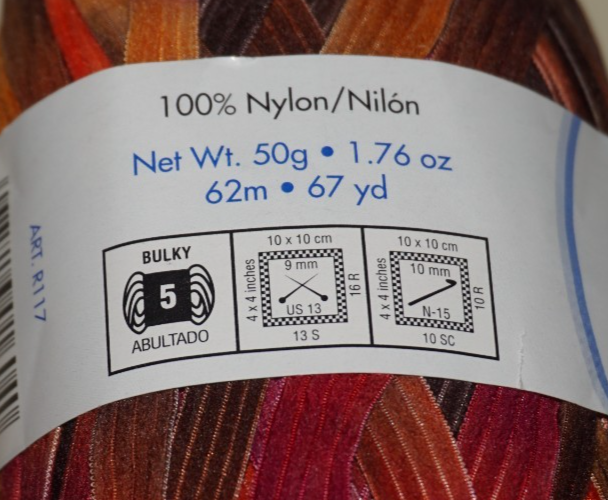 100% Nylon/Nilón
Net Wt. 50g • 1.76 oz
62m • 67 yd
ART. R117
BULKY
5
ABULTADO
10 x 10 cm
4 x 4 inches
9 mm
US 13
16 R
13 S
10 x 10 cm
4 x 4 inches
10 mm
N-15
10 R
10 SC